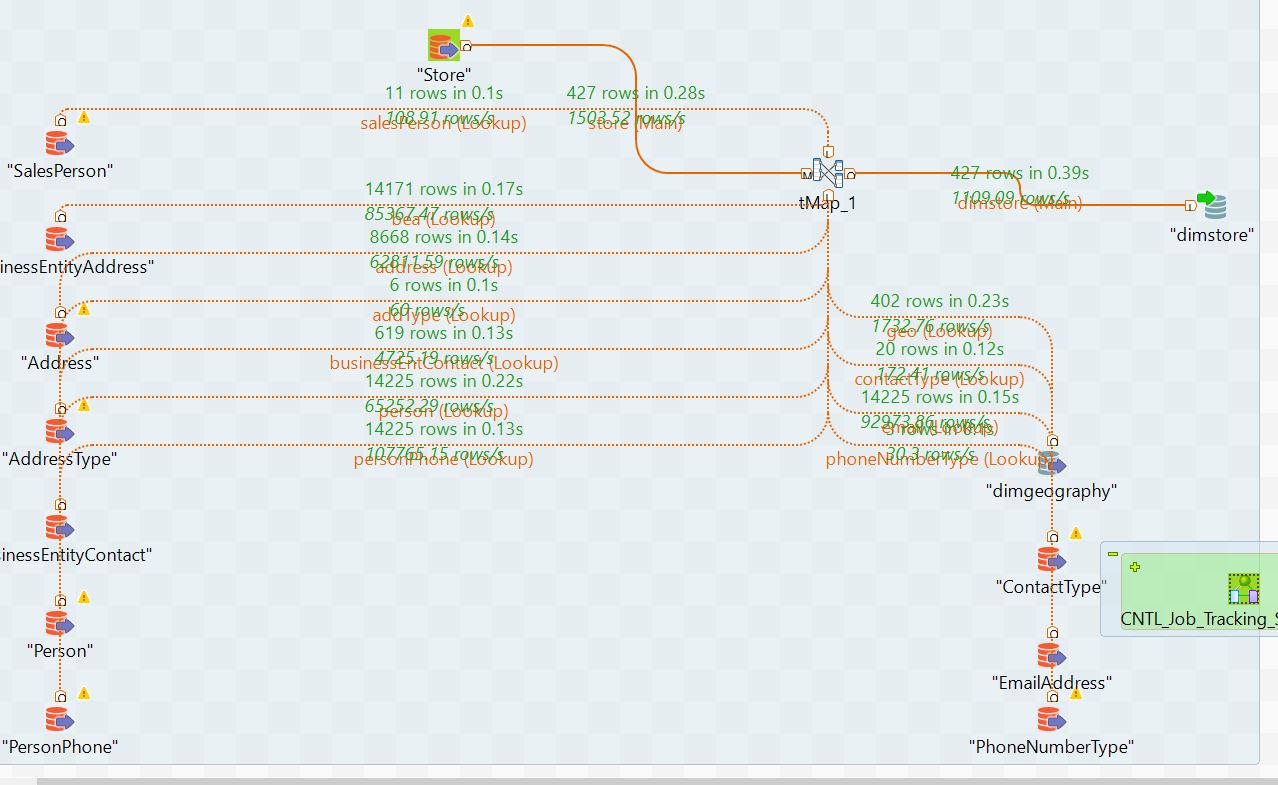 "Store"
11 rows in 0.1s
108.91 rows/s
salesPerson (Lookup)
427 rows in 0.28s
1503.52 rows/s
store (Main)
"SalesPerson"
tMap_1
427 rows in 0.39s
1109.09 rows/s
dimstore (Main)
"dimstore"
14171 rows in 0.17s
85367.47 rows/s
bea (Lookup)
inessEntityAddress"
8668 rows in 0.14s
62811.59 rows/s
address (Lookup)
6 rows in 0.1s
60 rows/s
addType (Lookup)
"Address"
619 rows in 0.13s
4725.19 rows/s
businessEntContact (Lookup)
14225 rows in 0.22s
65252.29 rows/s
person (Lookup)
"AddressType"
14225 rows in 0.13s
107765.15 rows/s
personPhone (Lookup)
402 rows in 0.23s
1732.76 rows/s
geo (Lookup)
20 rows in 0.12s
172.41 rows/s
contactType (Lookup)
14225 rows in 0.15s
92973.86 rows/s
email (Lookup)
3 rows in 0.1s
30.3 rows/s
phoneNumberType (Lookup)
"dimgeography"
sinessEntityContact"
"ContactType"
CNTL_Job_Tracking_S
"Person"
"EmailAddress"
"PersonPhone"
"PhoneNumberType"